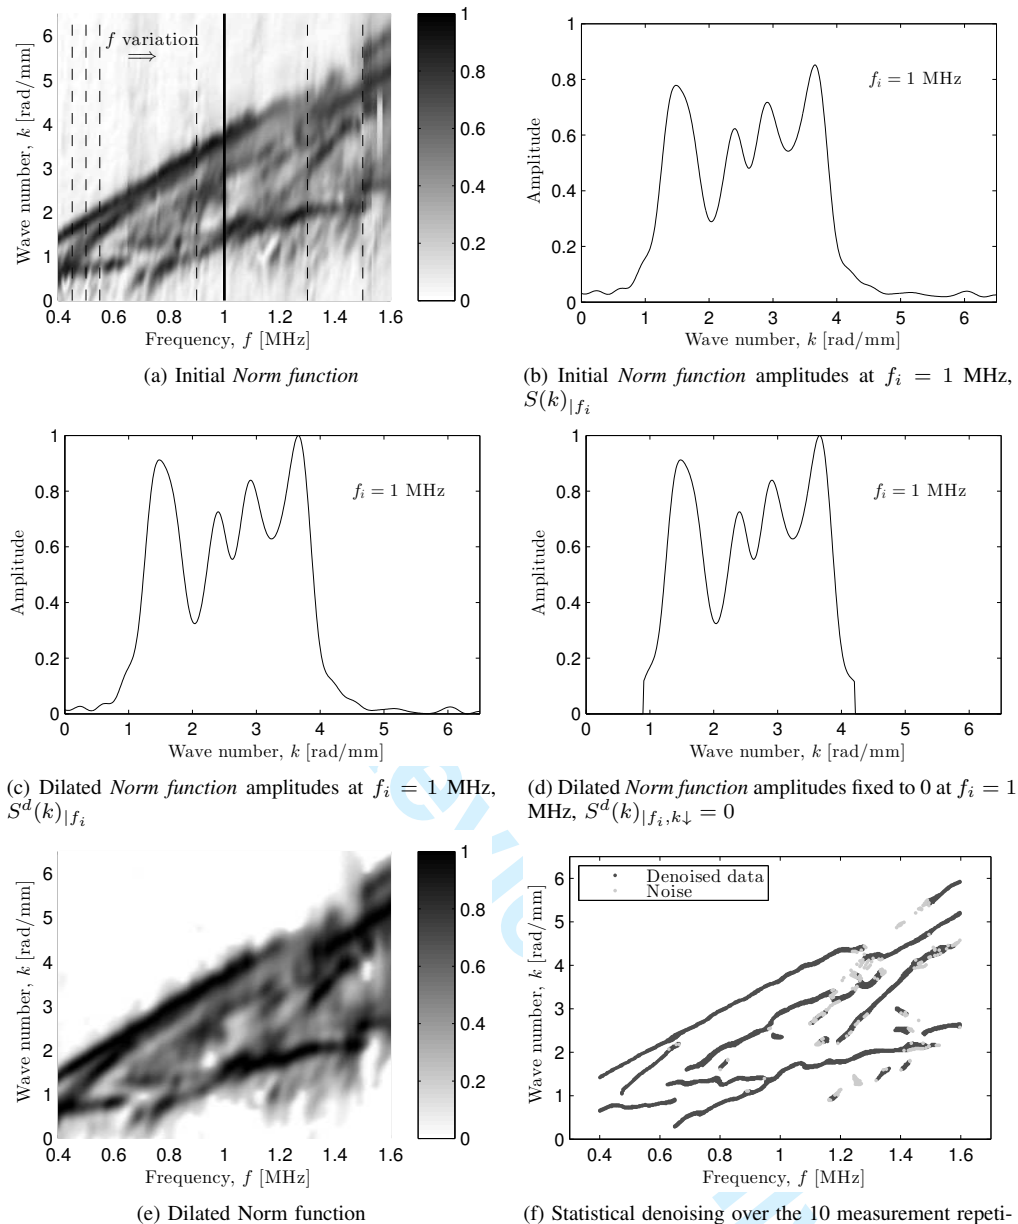 f variation
⟹
Wave number, k [rad/mm]
6
5
4
3
2
1
0
0.4 0.6 0.8 1 1.2 1.4 1.6
Frequency, f [MHz]
1
0.8
0.6
0.4
0.2
0
(a) Initial Norm function
f_i = 1 MHz
Amplitude
1
0.8
0.6
0.4
0.2
0
0 1 2 3 4 5 6
Wave number, k [rad/mm]
(b) Initial Norm function amplitudes at f_i = 1 MHz,
S(k)_{|f_i}
f_i = 1 MHz
Amplitude
1
0.8
0.6
0.4
0.2
0
0 1 2 3 4 5 6
Wave number, k [rad/mm]
(c) Dilated Norm function amplitudes at f_i = 1 MHz,
S^d(k)_{|f_i}
f_i = 1 MHz
Amplitude
1
0.8
0.6
0.4
0.2
0
0 1 2 3 4 5 6
Wave number, k [rad/mm]
(d) Dilated Norm function amplitudes fixed to 0 at f_i = 1
MHz, S^d(k)_{|f_i,k↓} = 0
Wave number, k [rad/mm]
6
5
4
3
2
1
0
0.4 0.6 0.8 1 1.2 1.4 1.6
Frequency, f [MHz]
1
0.8
0.6
0.4
0.2
0
(e) Dilated Norm function
Denoised data
Noise
Wave number, k [rad/mm]
6
5
4
3
2
1
0
0.4 0.6 0.8 1 1.2 1.4 1.6
Frequency, f [MHz]
(f) Statistical denoising over the 10 measurement repeti-